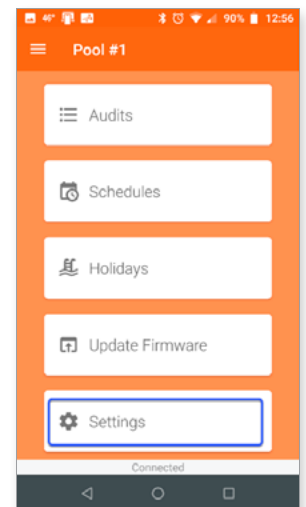 46° 90% 12:56
Pool #1
Audits
Schedules
Holidays
Update Firmware
Settings
Connected